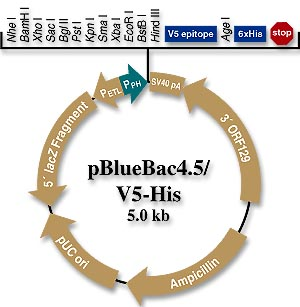 Nhe I
BamH I
Xho I
Sac I
Bgl II
Pst I
Kpn I
Sma I
Xba I
EcoR I
BstB I
Hind III
V5 epitope
Age I
6xHis
stop
PETL
PPH
SV40 pA
3´ ORF129
Ampicillin
pUC ori
5´ lacZ Fragment
pBlueBac4.5/
V5-His
5.0 kb